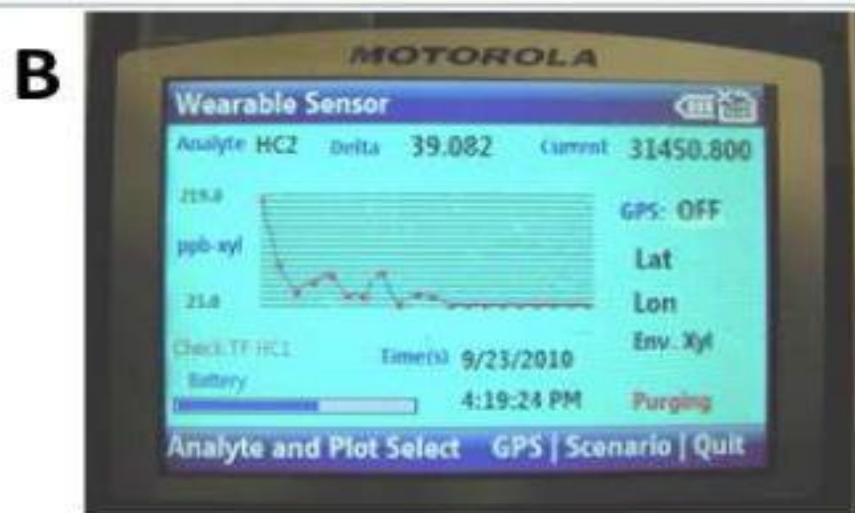 B
MOTOROLA
Wearable Sensor
Analyte HC2 Delta 39.082 Current 31450.800
219.0
GPS: OFF
ppb-xyl
Lat
21.0
Lon
Env. Xyl
Check TF HC1
Time(s) 9/23/2010
Battery
4:19:24 PM
Purging
Analyte and Plot Select GPS | Scenario | Quit